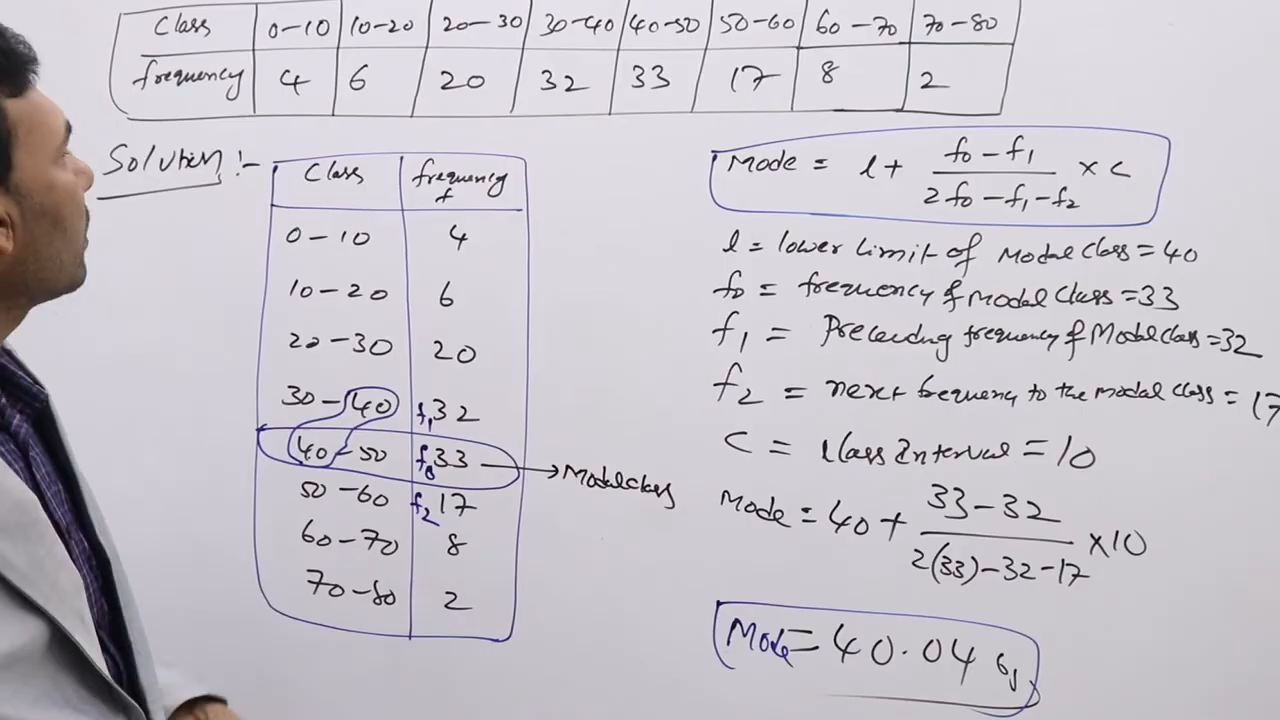 Class 0-10 10-20 20-30 30-40 40-50 50-60 60-70 70-80
frequency 4 6 20 32 33 17 8 2
Solution :-
Class frequency f
0-10 4
10-20 6
20-30 20
30-40 f1 32
40-50 f0 33 → Modal class
50-60 f2 17
60-70 8
70-80 2
Mode = l + (f0 - f1) / (2f0 - f1 - f2) × C
l = lower limit of Modal Class = 40
f0 = frequency of Modal Class = 33
f1 = Preceding frequency of Modal class = 32
f2 = next frequency to the modal class = 17
C = Class Interval = 10
Mode = 40 + (33 - 32) / (2(33) - 32 - 17) × 10
Mode = 40.04